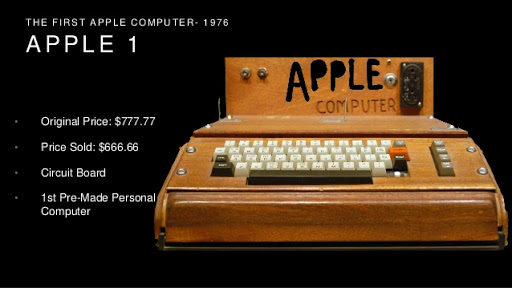 THE FIRST APPLE COMPUTER- 1976
APPLE 1
APPLE
COMPUTER
Original Price: $777.77
Price Sold: $666.66
Circuit Board
1st Pre-Made Personal
Computer